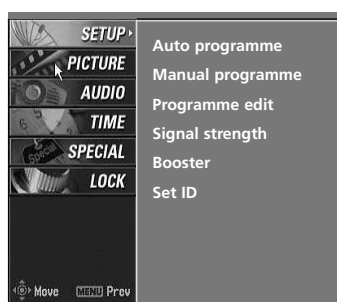 SETUP
PICTURE
AUDIO
TIME
SPECIAL
LOCK
Move MENU Prev
Auto programme
Manual programme
Programme edit
Signal strength
Booster
Set ID